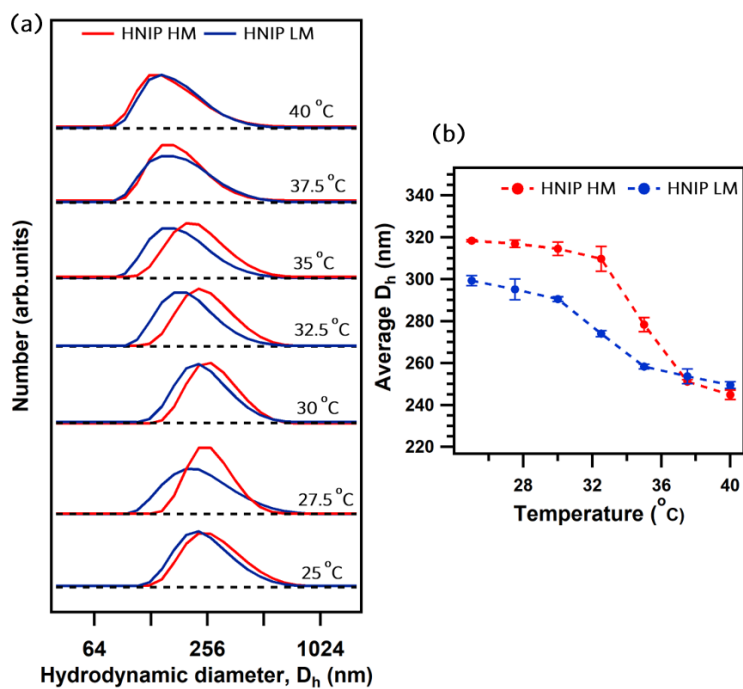 (a)
HNIP HM HNIP LM
40 °C
37.5 °C
35 °C
32.5 °C
30 °C
27.5 °C
25 °C
Number (arb.units)
64 256 1024
Hydrodynamic diameter, Dh (nm)
(b)
HNIP HM HNIP LM
340
320
300
280
260
240
220
Average Dh (nm)
28 32 36 40
Temperature (°C)